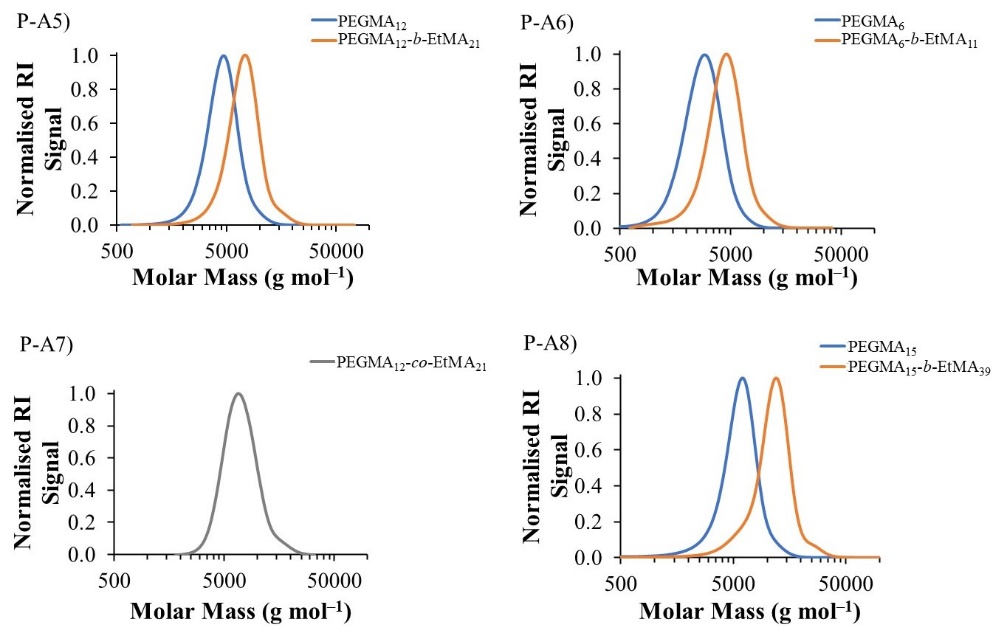 P-A5)
PEGMA₁₂
PEGMA₁₂-b-EtMA₂₁
Normalised RI
Signal
1.0
0.8
0.6
0.4
0.2
0.0
500
5000
50000
Molar Mass (g mol⁻¹)
P-A6)
PEGMA₆
PEGMA₆-b-EtMA₁₁
Normalised RI
Signal
1.0
0.8
0.6
0.4
0.2
0.0
500
5000
50000
Molar Mass (g mol⁻¹)
P-A7)
PEGMA₁₂-co-EtMA₂₁
Normalised RI
Signal
1.0
0.8
0.6
0.4
0.2
0.0
500
5000
50000
Molar Mass (g mol⁻¹)
P-A8)
PEGMA₁₅
PEGMA₁₅-b-EtMA₃₉
Normalised RI
Signal
1.0
0.8
0.6
0.4
0.2
0.0
500
5000
50000
Molar Mass (g mol⁻¹)